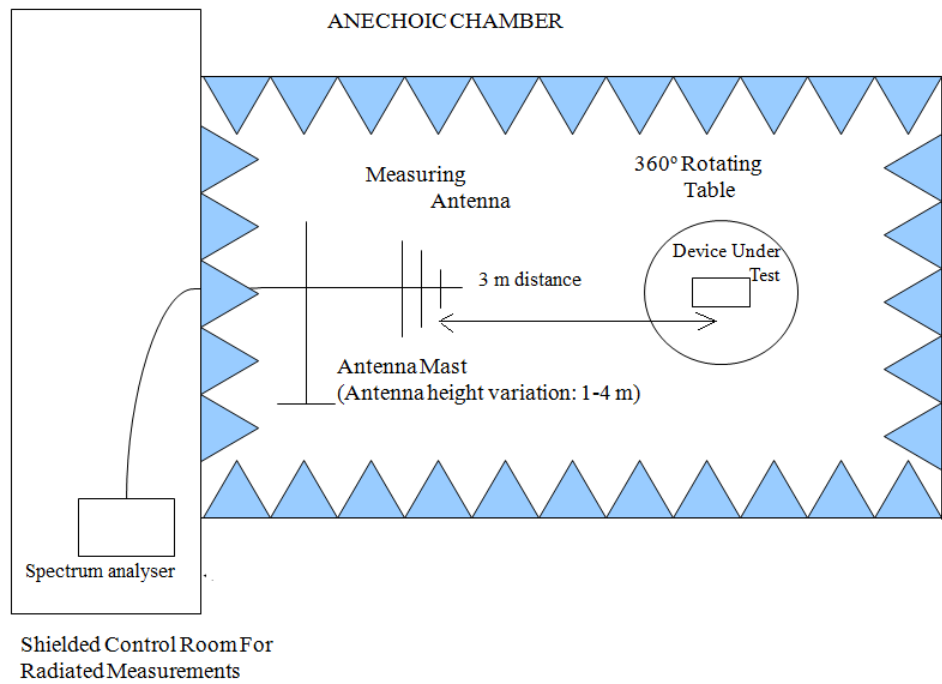 ANECHOIC CHAMBER
Measuring
Antenna
360º Rotating
Table
Device Under
Test
3 m distance
Antenna Mast
(Antenna height variation: 1-4 m)
Spectrum analyser
Shielded Control Room For
Radiated Measurements